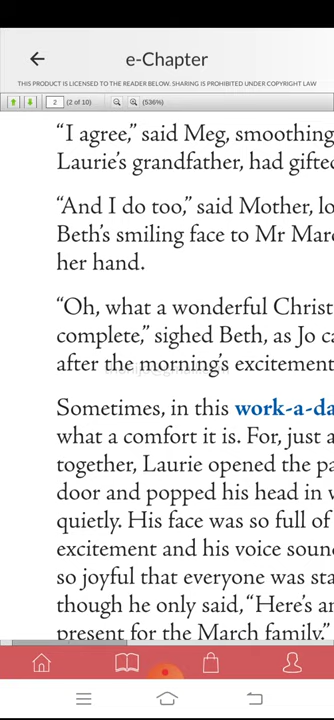 e-Chapter
THIS PRODUCT IS LICENSED TO THE READER BELOW. SHARING IS PROHIBITED UNDER COPYRIGHT LAW
2 (2 of 10) (536%)
“I agree,” said Meg, smoothing
Laurie’s grandfather, had gifted
“And I do too,” said Mother, lo
Beth’s smiling face to Mr Marc
her hand.
“Oh, what a wonderful Christ
complete,” sighed Beth, as Jo ca
after the morning’s excitement
Sometimes, in this work-a-da
what a comfort it is. For, just a
together, Laurie opened the pa
door and popped his head in v
quietly. His face was so full of
excitement and his voice soun
so joyful that everyone was sta
though he only said, “Here’s an
present for the March family.”